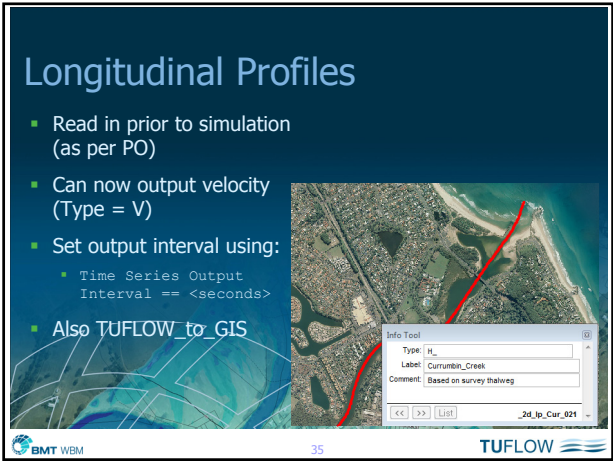 Longitudinal Profiles
Read in prior to simulation
(as per PO)
Can now output velocity
(Type = V)
Set output interval using:
Time Series Output
Interval == <seconds>
Also TUFLOW_to_GIS
Info Tool
Type: H_
Label: Currumbin_Creek
Comment: Based on survey thalweg
<< >> List _2d_lp_Cur_021
BMT WBM
35
TUFLOW